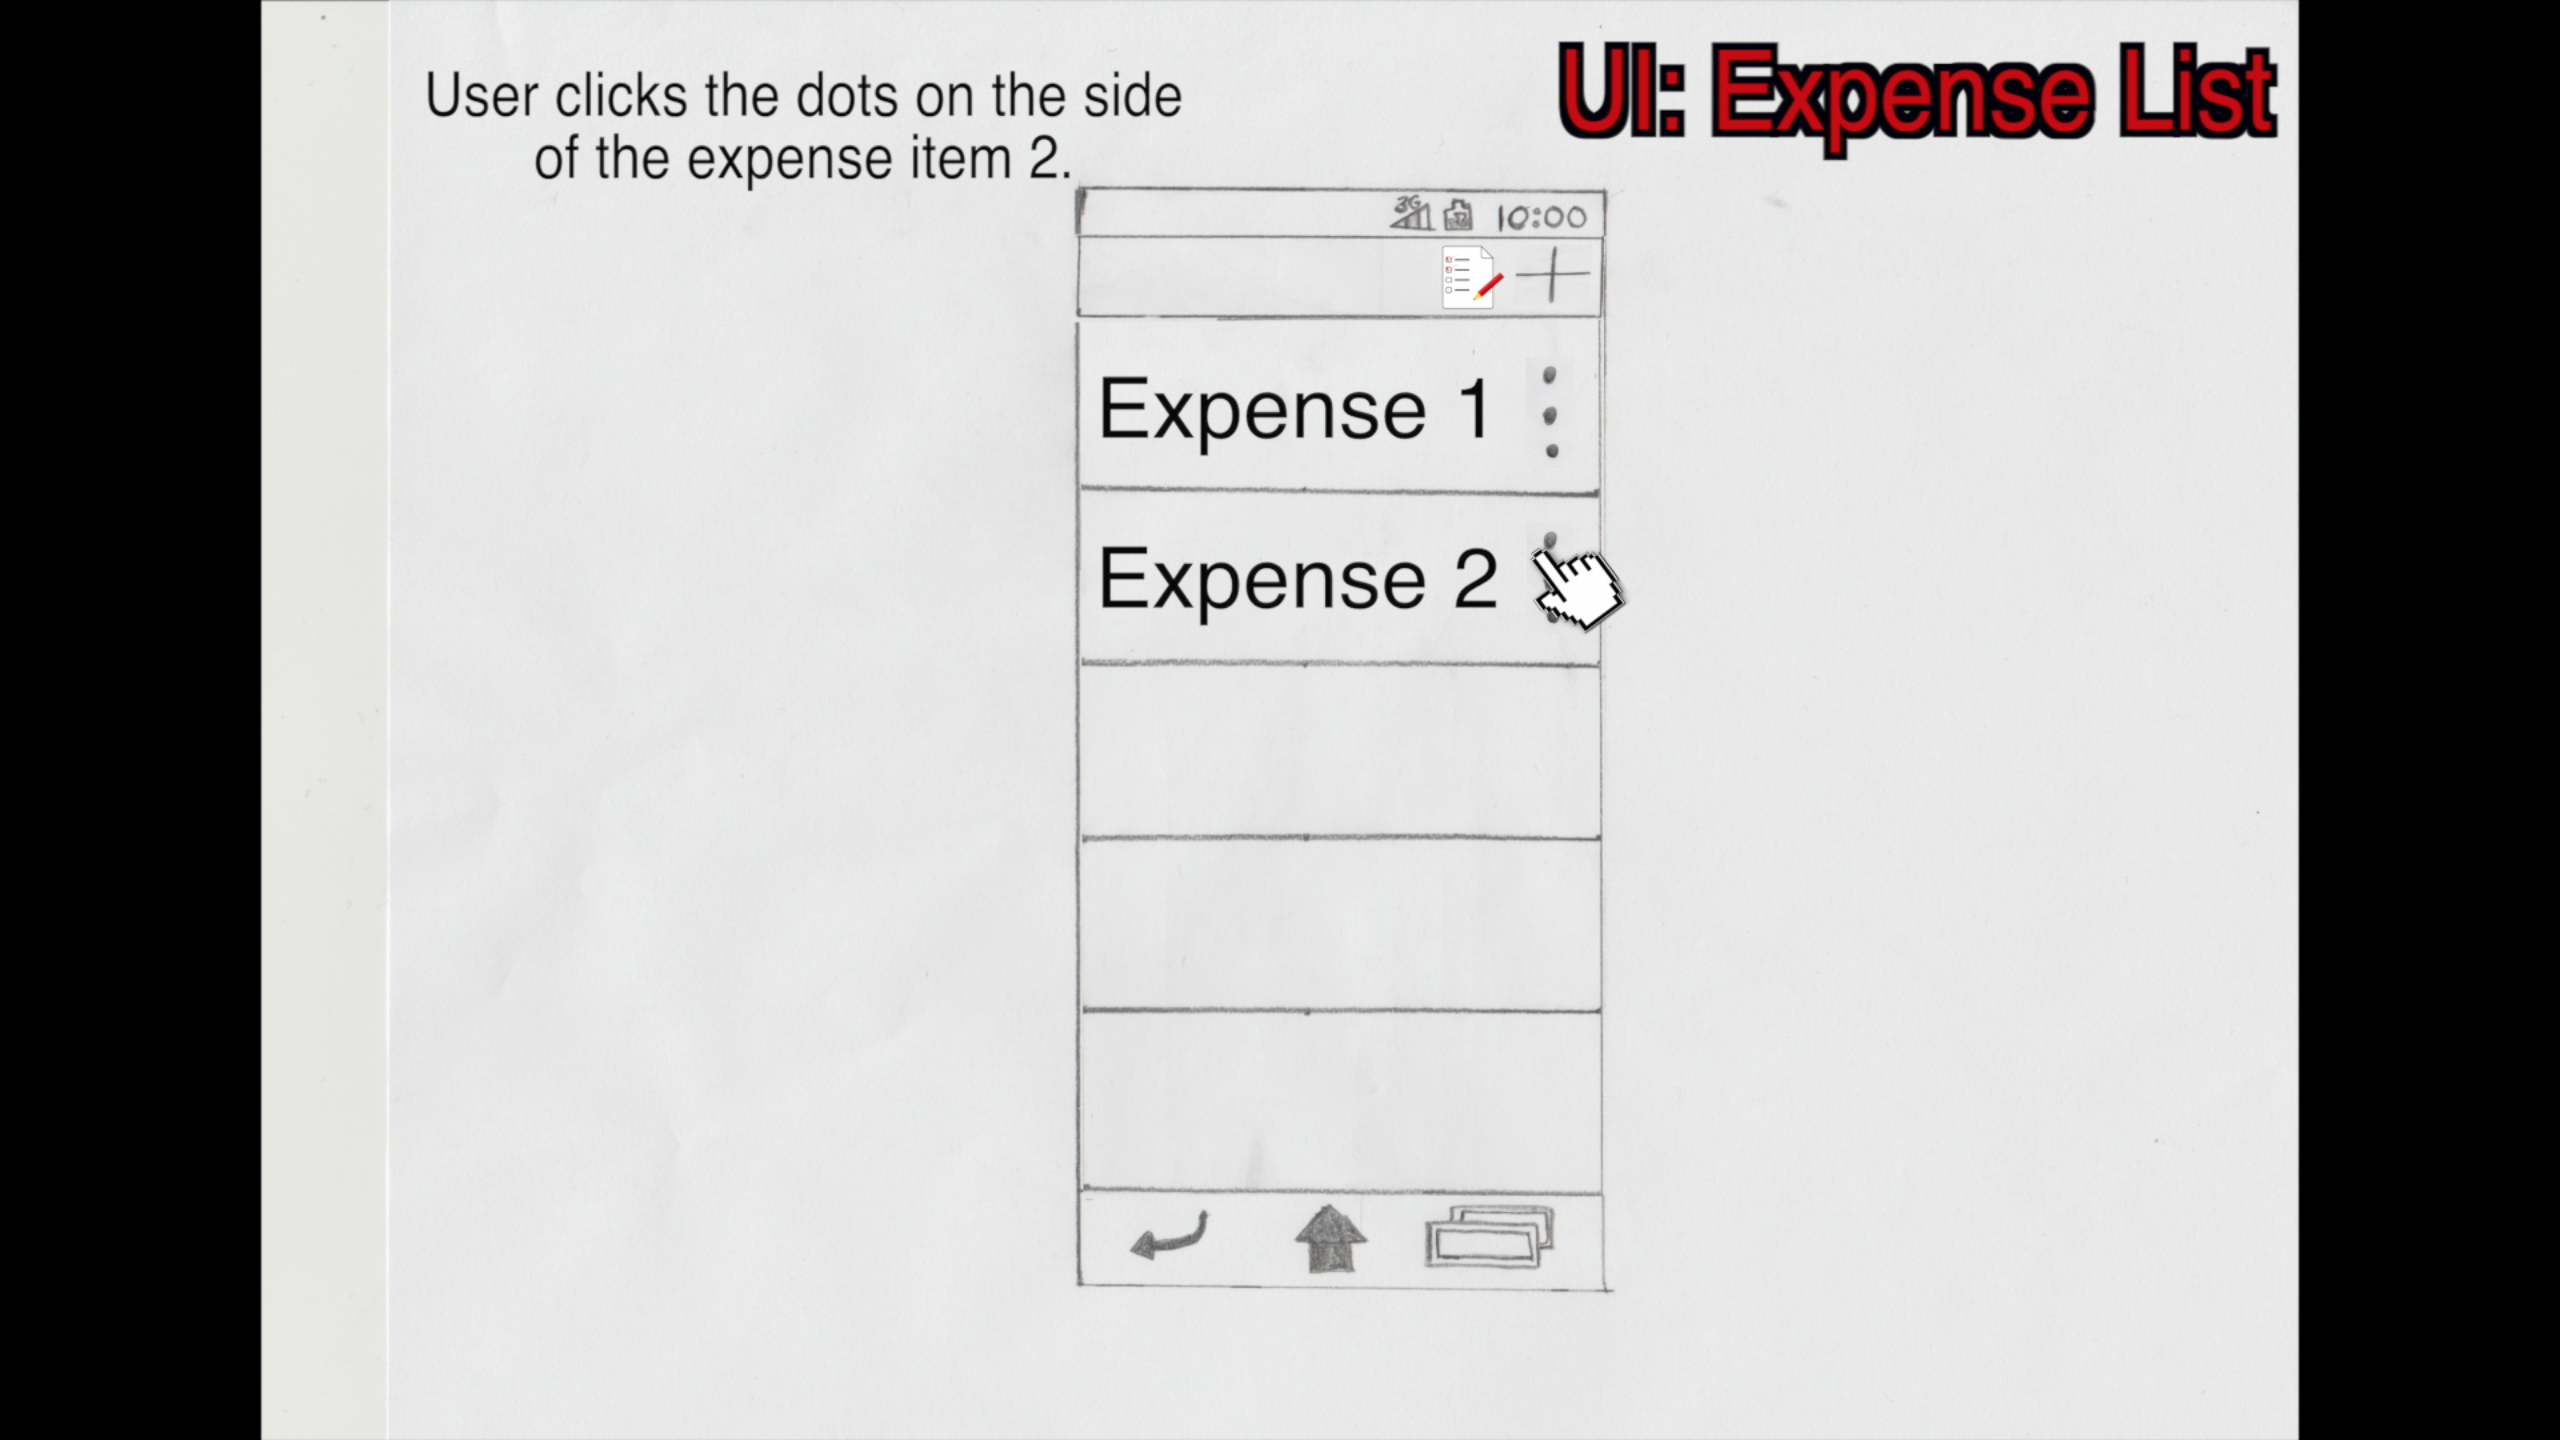 User clicks the dots on the side
of the expense item 2.
UI: Expense List
3G 10:00
Expense 1
Expense 2